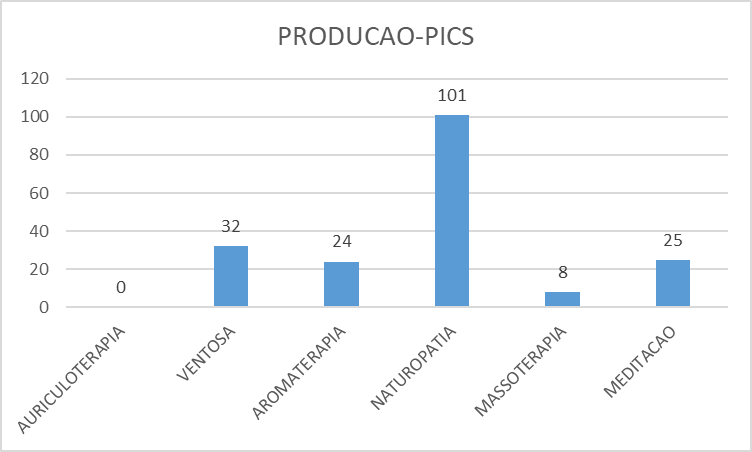 PRODUCAO-PICS
120
100
80
60
40
20
0
0
32
24
101
8
25
AURICULOTERAPIA
VENTOSA
AROMATERAPIA
NATUROPATIA
MASSOTERAPIA
MEDITACAO